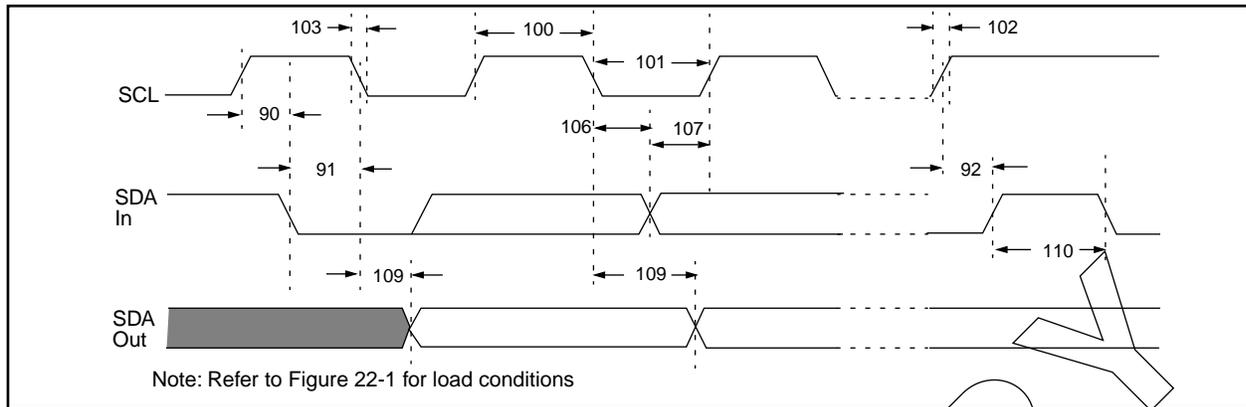 103 100 101 102
SCL
90 106 107
91 92
SDA
In
109 109 110
SDA
Out
Note: Refer to Figure 22-1 for load conditions